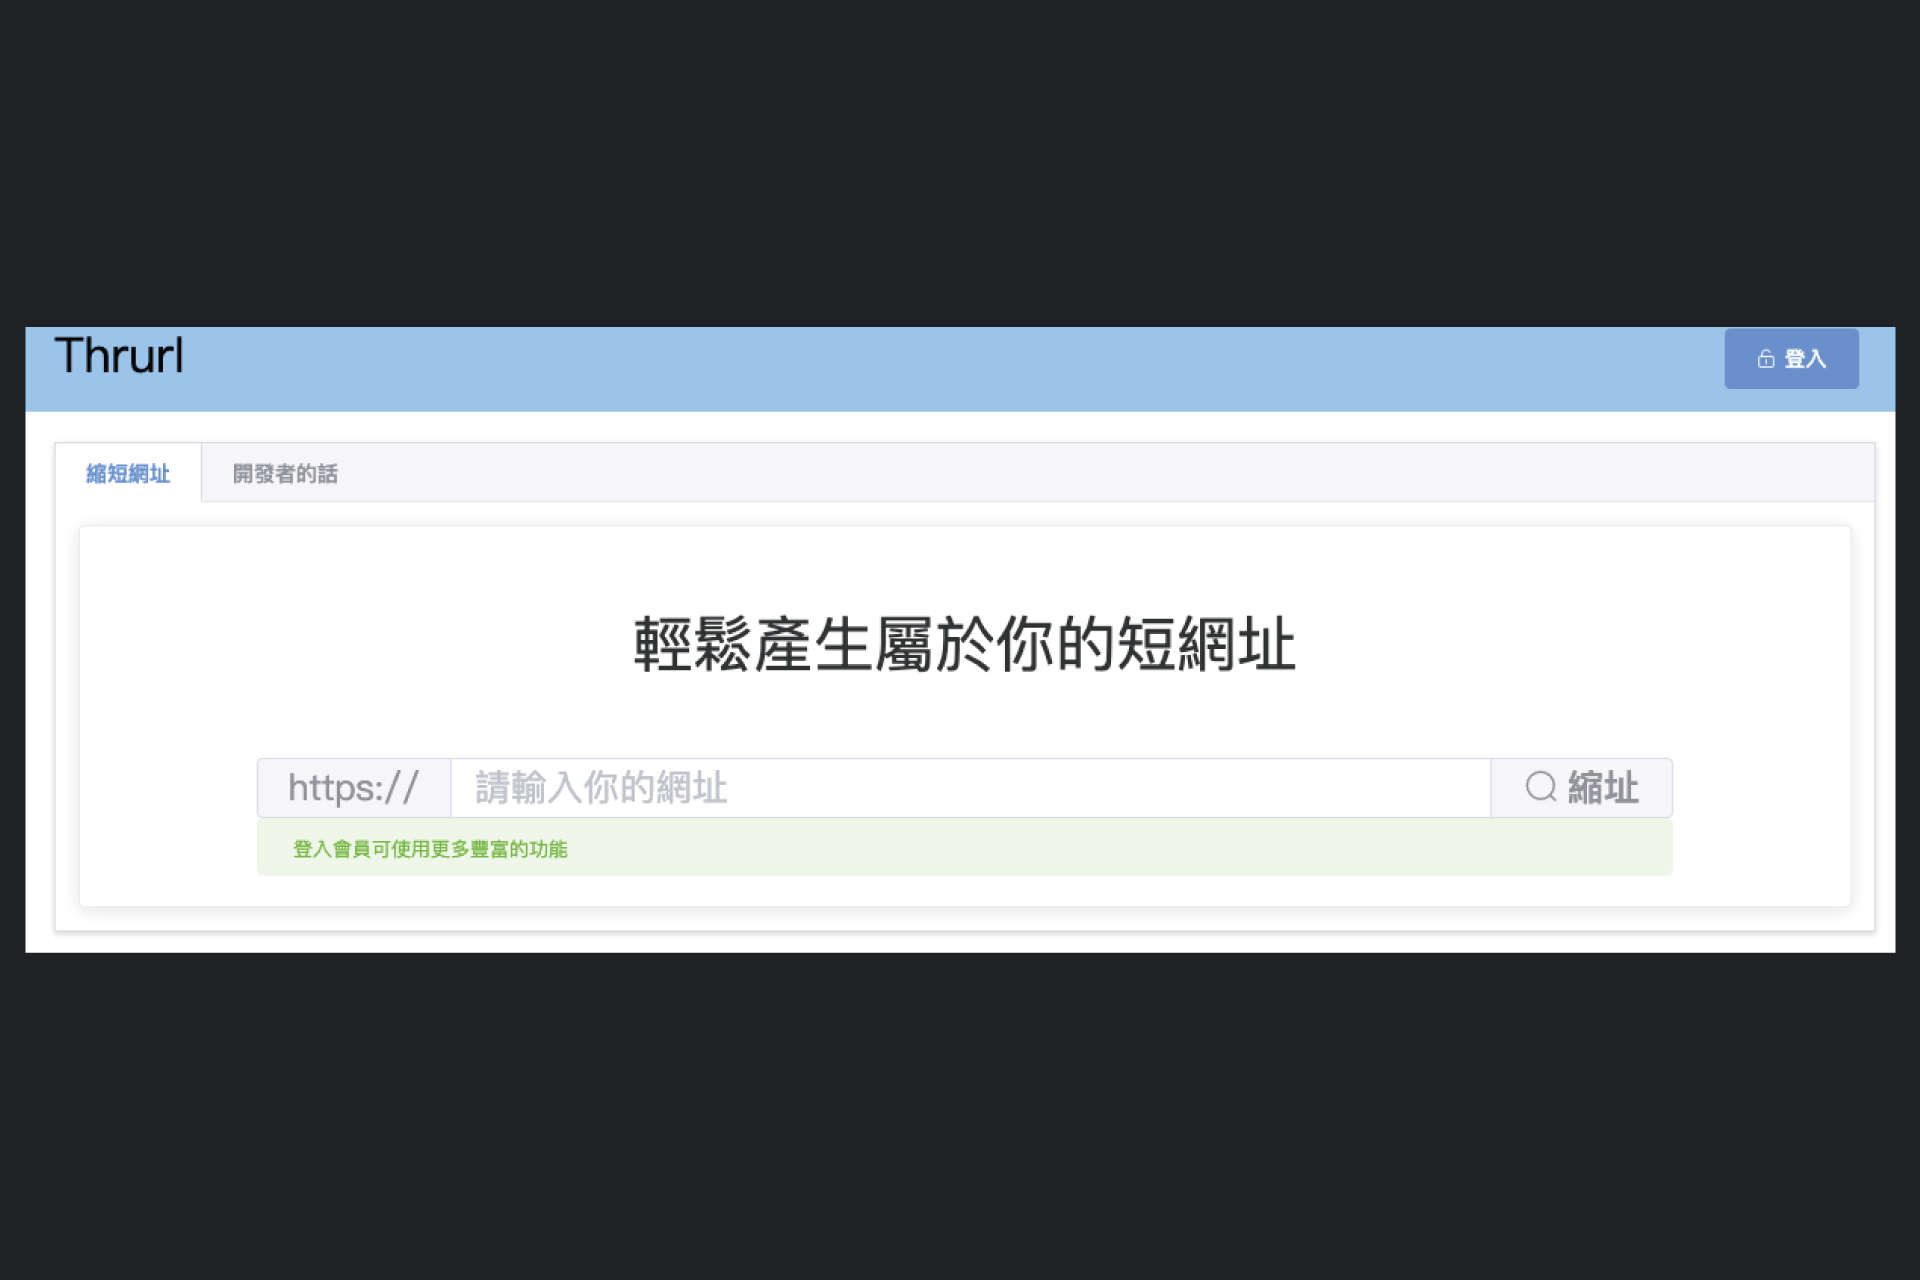 Thrurl
登入
縮短網址 開發者的話
輕鬆產生屬於你的短網址
https:// 請輸入你的網址 縮址
登入會員可使用更多豐富的功能